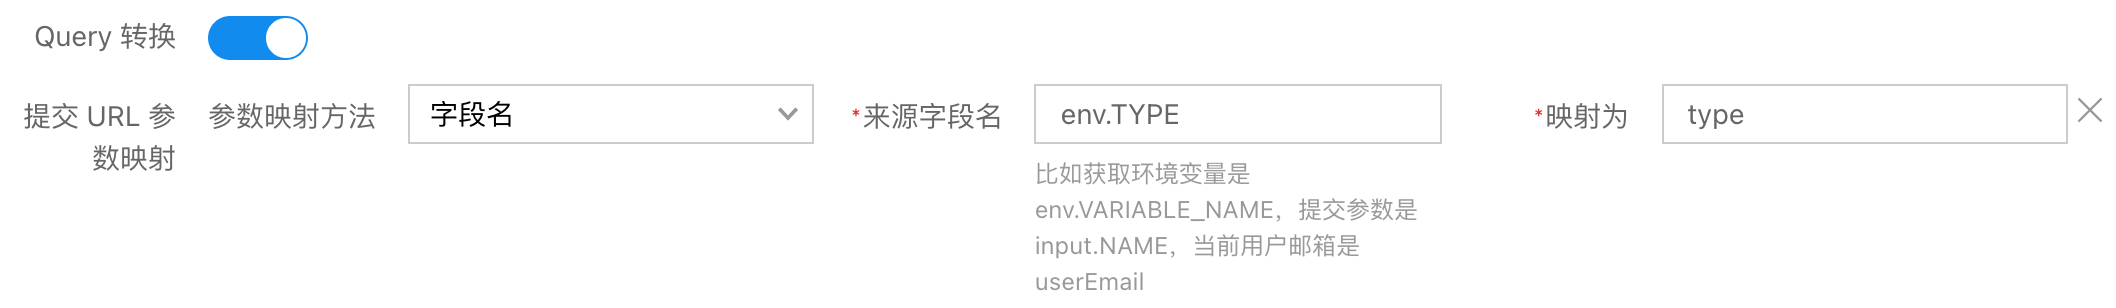 Query 转换
提交 URL 参
数映射
参数映射方法
字段名
*来源字段名
env.TYPE
比如获取环境变量是
env.VARIABLE_NAME，提交参数是
input.NAME，当前用户邮箱是
userEmail
*映射为
type